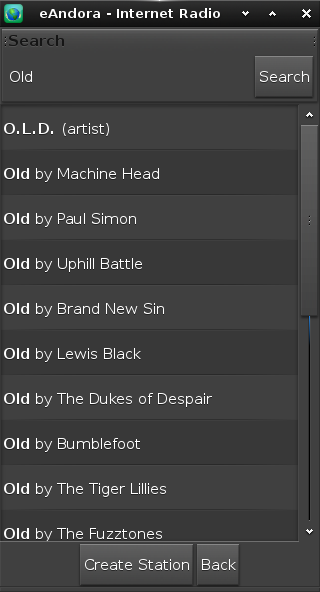 eAndora - Internet Radio
Search
Old
Search
O.L.D. (artist)
Old by Machine Head
Old by Paul Simon
Old by Uphill Battle
Old by Brand New Sin
Old by Lewis Black
Old by The Dukes of Despair
Old by Bumblefoot
Old by The Tiger Lillies
Old by The Fuzztones
Create Station Back